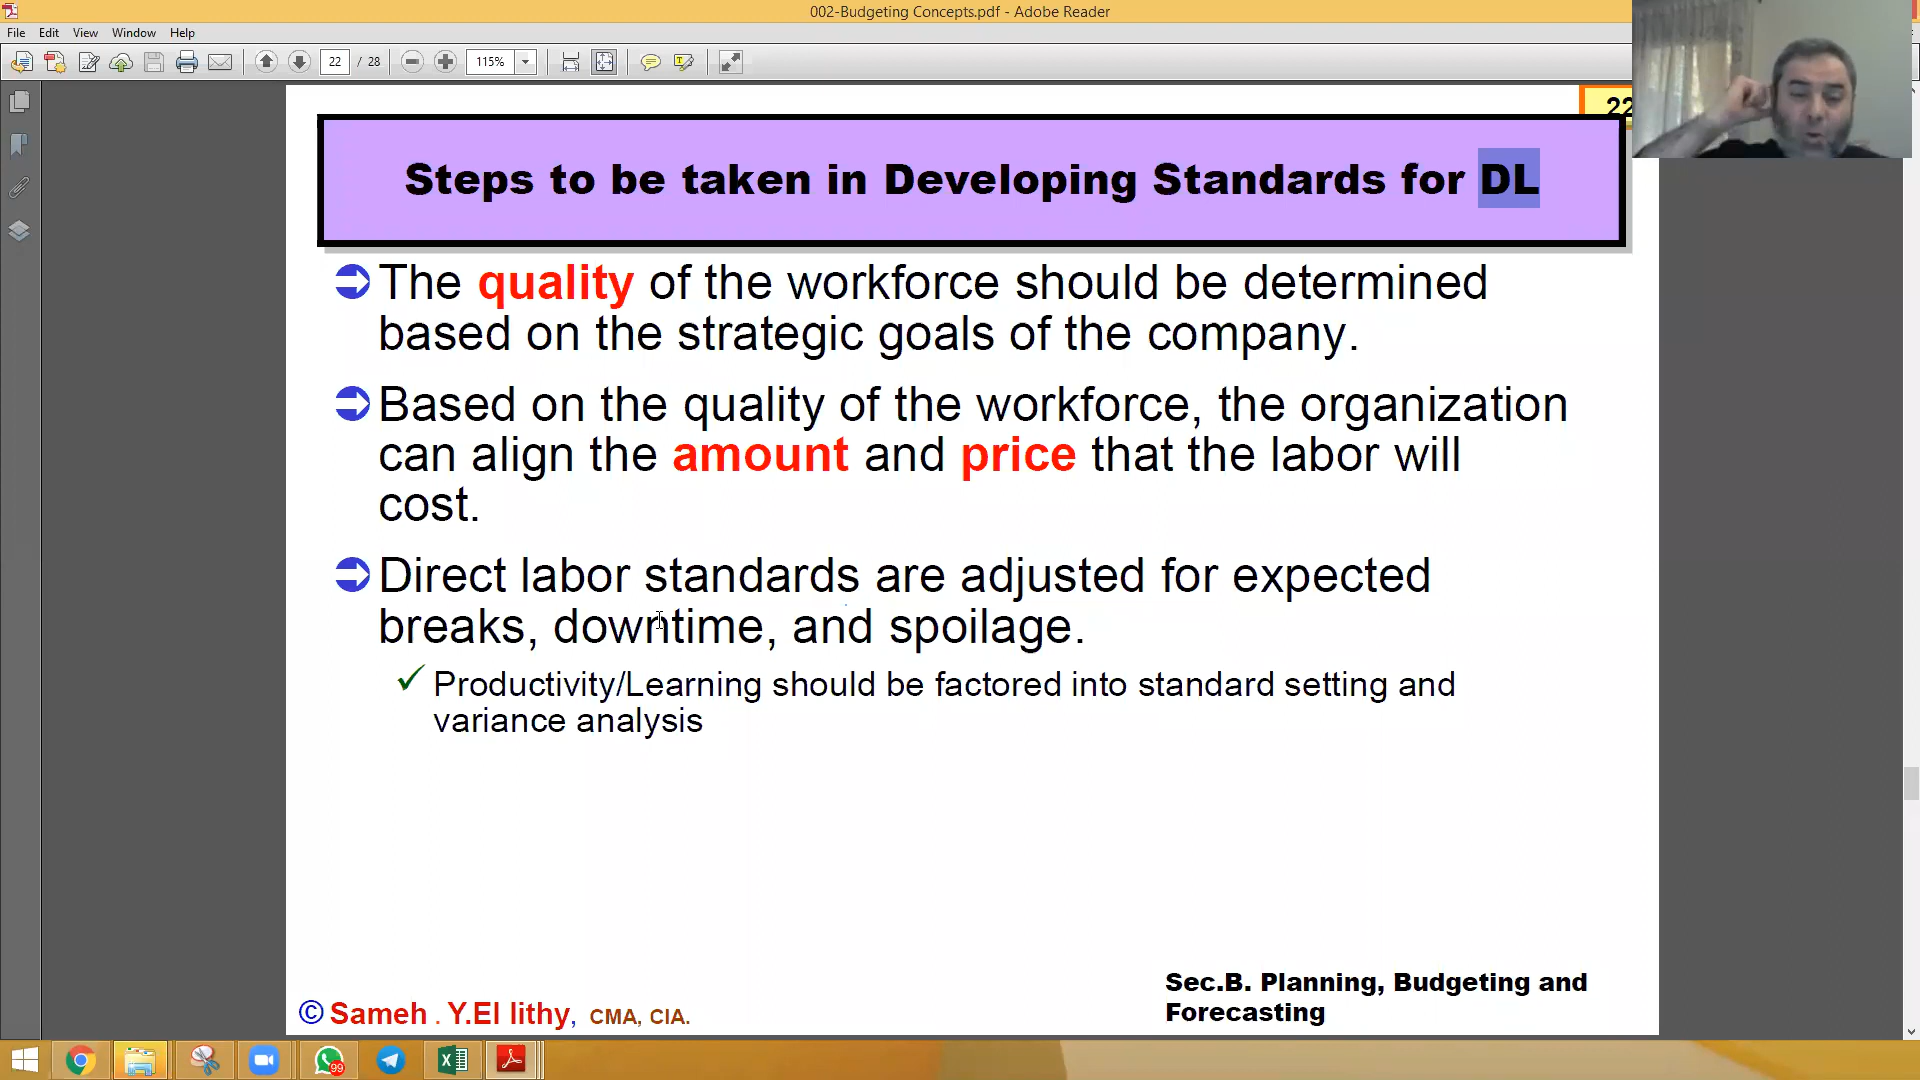 002-Budgeting Concepts.pdf - Adobe Reader
File Edit View Window Help
22 / 28 115%
22
Steps to be taken in Developing Standards for DL
The quality of the workforce should be determined
based on the strategic goals of the company.
Based on the quality of the workforce, the organization
can align the amount and price that the labor will
cost.
Direct labor standards are adjusted for expected
breaks, downtime, and spoilage.
Productivity/Learning should be factored into standard setting and
variance analysis
Sec.B. Planning, Budgeting and
Forecasting
© Sameh . Y.El lithy, CMA, CIA.
99